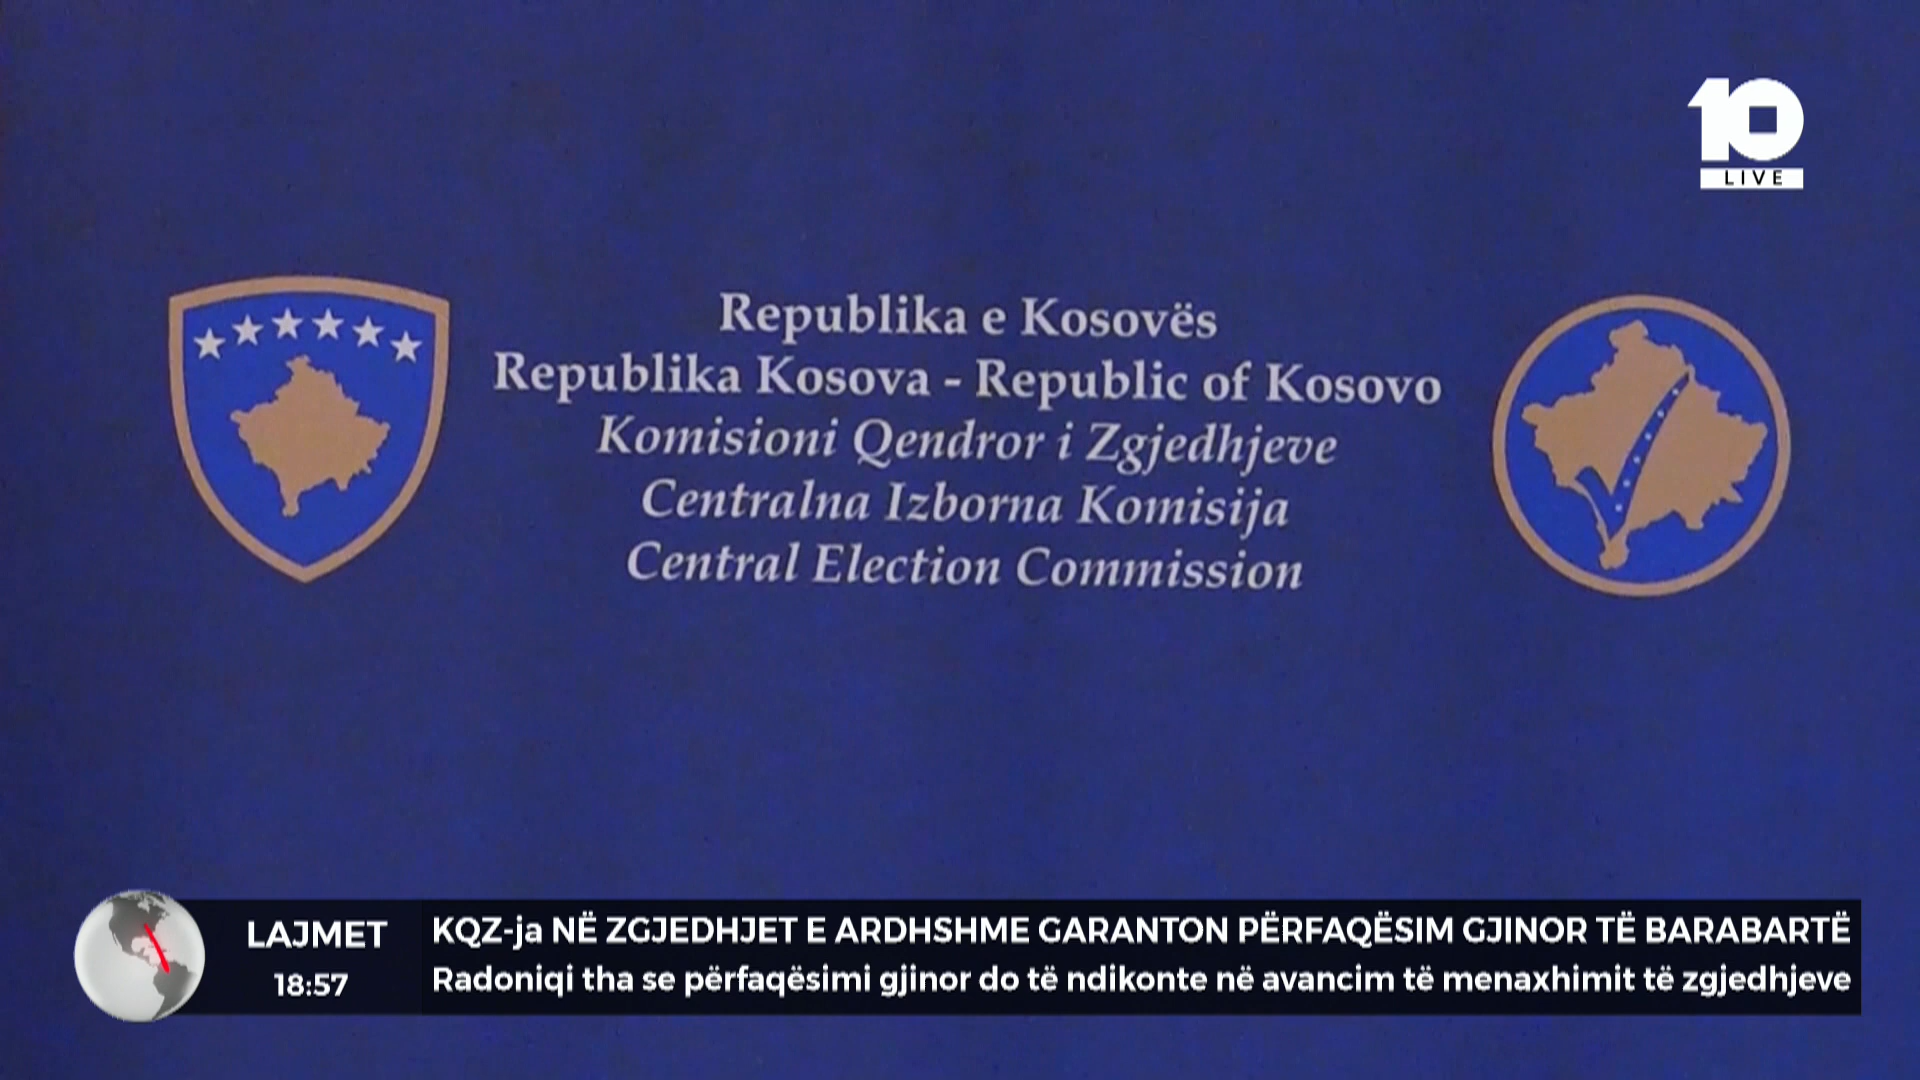 10
LIVE
Republika e Kosovës
Republika Kosova - Republic of Kosovo
Komisioni Qendror i Zgjedhjeve
Centralna Izborna Komisija
Central Election Commission
LAJMET
18:57
KQZ-ja NË ZGJEDHJET E ARDHSHME GARANTON PËRFAQËSIM GJINOR TË BARABARTË
Radoniqi tha se përfaqësimi gjinor do të ndikonte në avancim të menaxhimit të zgjedhjeve